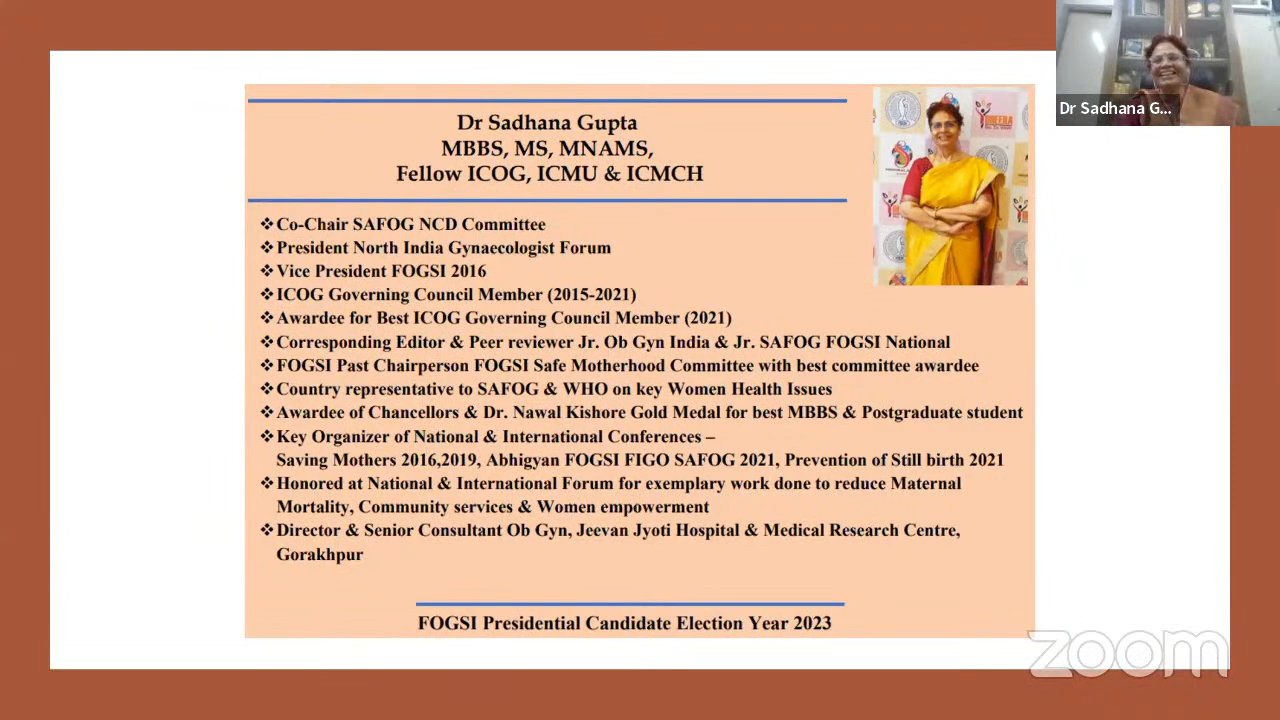 Dr Sadhana G...
Dr Sadhana Gupta
MBBS, MS, MNAMS,
Fellow ICOG, ICMU & ICMCH
❖Co-Chair SAFOG NCD Committee
❖President North India Gynaecologist Forum
❖Vice President FOGSI 2016
❖ICOG Governing Council Member (2015-2021)
❖Awardee for Best ICOG Governing Council Member (2021)
❖Corresponding Editor & Peer reviewer Jr. Ob Gyn India & Jr. SAFOG FOGSI National
❖FOGSI Past Chairperson FOGSI Safe Motherhood Committee with best committee awardee
❖Country representative to SAFOG & WHO on key Women Health Issues
❖Awardee of Chancellors & Dr. Nawal Kishore Gold Medal for best MBBS & Postgraduate student
❖Key Organizer of National & International Conferences –
Saving Mothers 2016,2019, Abhigyan FOGSI FIGO SAFOG 2021, Prevention of Still birth 2021
❖Honored at National & International Forum for exemplary work done to reduce Maternal
Mortality, Community services & Women empowerment
❖Director & Senior Consultant Ob Gyn, Jeevan Jyoti Hospital & Medical Research Centre,
Gorakhpur
FOGSI Presidential Candidate Election Year 2023
zoom